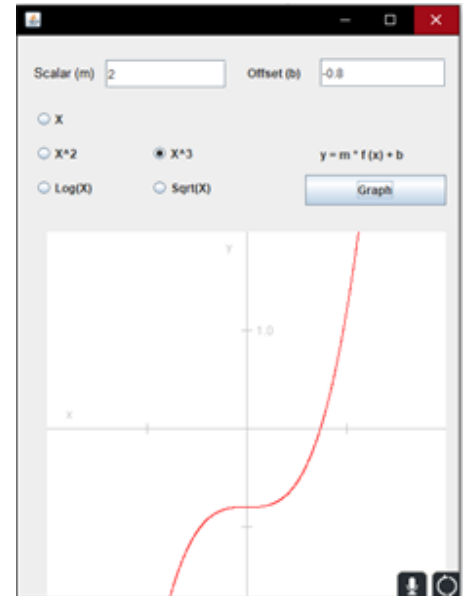 Scalar (m) 2 Offset (b) -0.8
X
X^2 X^3 y = m * f (x) + b
Log(X) Sqrt(X) Graph
y
1.0
x